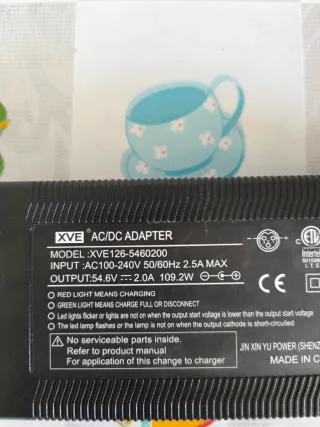 XVE® AC/DC ADAPTER
MODEL:XVE126-5460200
INPUT:AC100-240V 50/60Hz 2.5A MAX
OUTPUT:54.6V ⎓ 2.0A 109.2W
RED LIGHT MEANS CHARGING
GREEN LIGHT MEANS CHARGE FULL OR DISCONNECT
Led lights flicker or lights are not on when the output start voltage is lower than the output start voltage
The led lamp flashes or the lamp is not on when the output cathode is short-circuited
No serviceable parts inside.
Refer to product manual
For application of this change to change
C ETL
Intertek
CE
JIN XIN YU POWER (SHENZ
MADE IN C